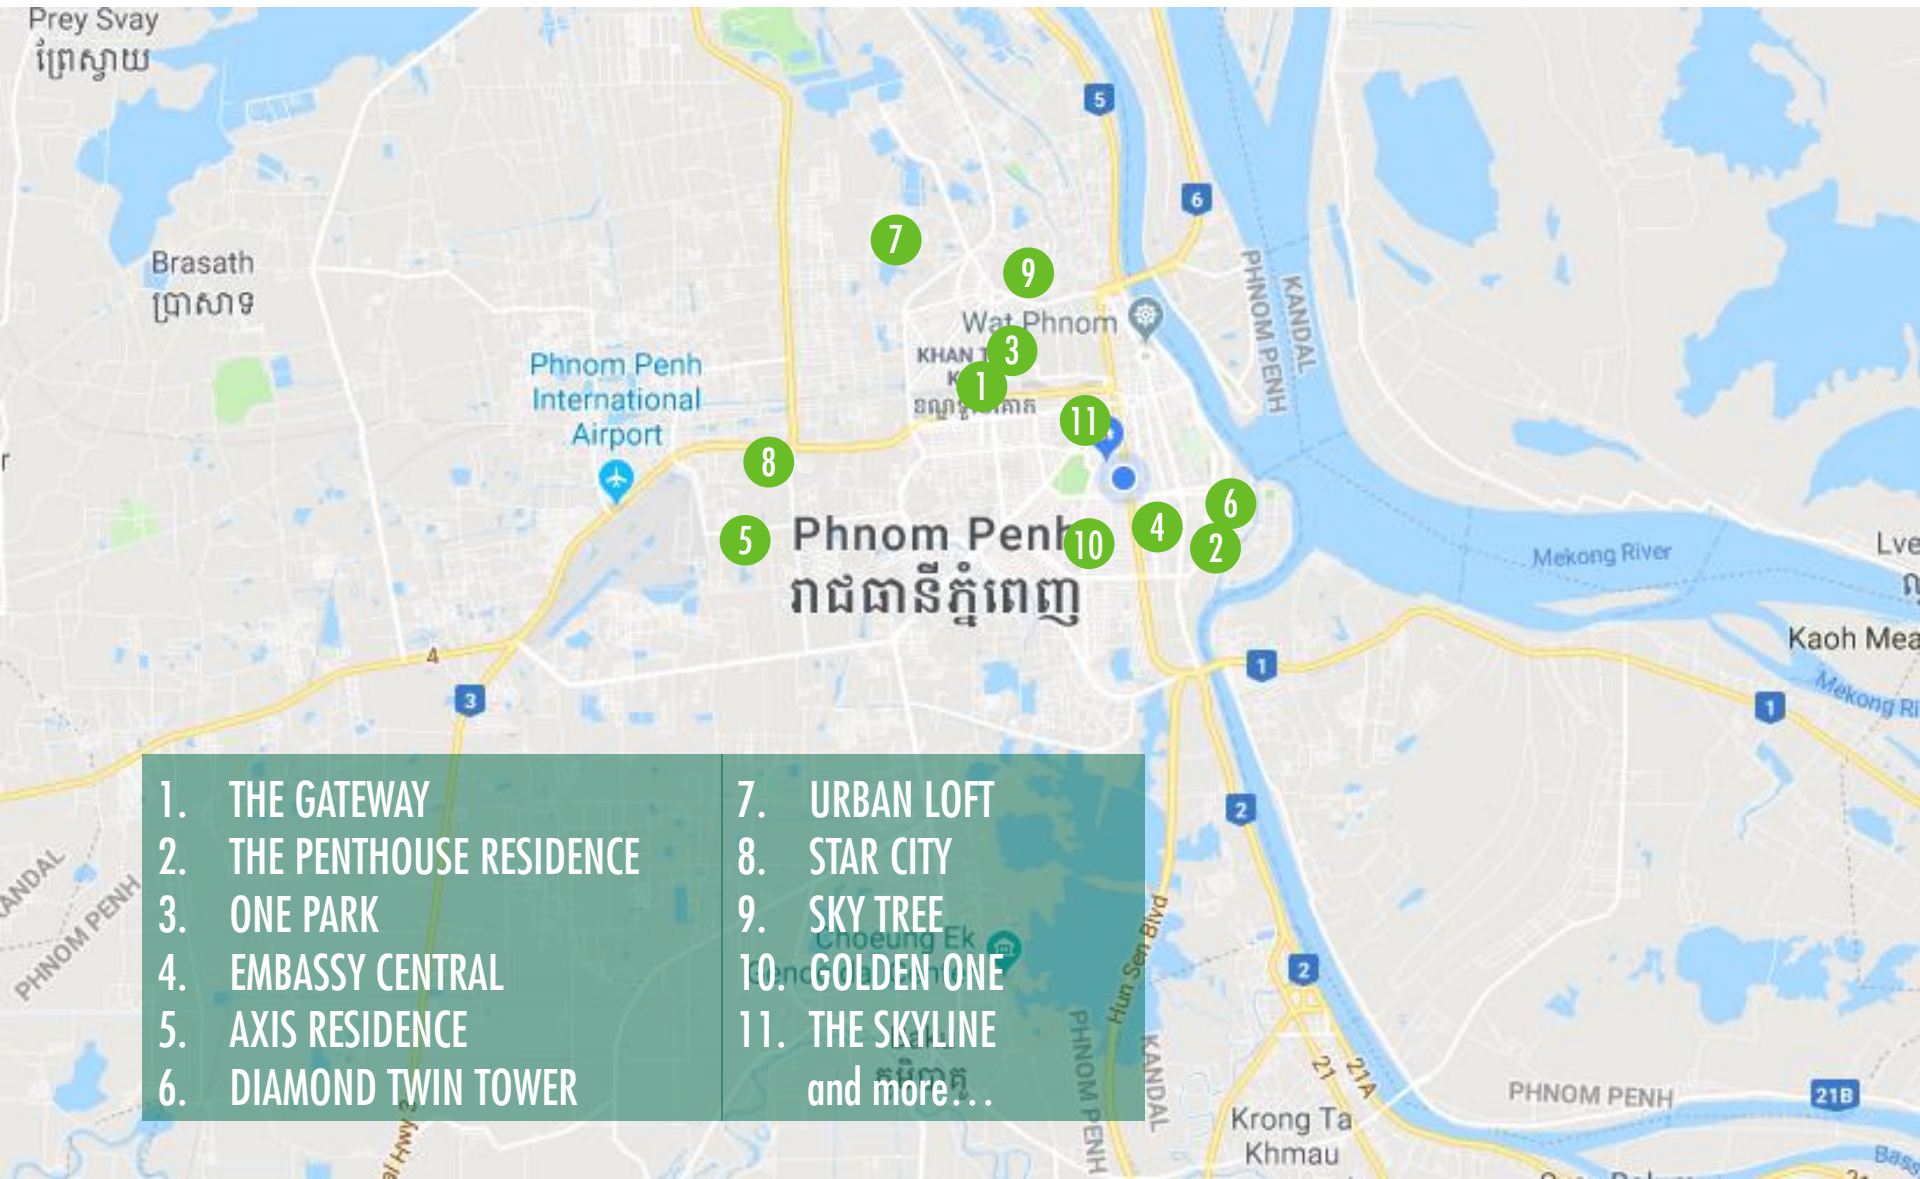 Prey Svay
ព្រៃស្វាយ
5
6
7
Brasath
ប្រាសាទ
9
KANDAL
PHNOM PENH
Wat Phnom
3
KHAN
1
Phnom Penh
International
Airport
11
8
6
4
5
Phnom Penh
10
2
រាជធានីភ្នំពេញ
Mekong River
Lve
Kaoh Mea
4
1
3
Mekong Ri
1
2
KANDAL
PHNOM PENH
1. THE GATEWAY
2. THE PENTHOUSE RESIDENCE
3. ONE PARK
4. EMBASSY CENTRAL
5. AXIS RESIDENCE
6. DIAMOND TWIN TOWER
7. URBAN LOFT
8. STAR CITY
9. SKY TREE
10. GOLDEN ONE
11. THE SKYLINE
and more…
Choeung Ek
Hun Sen Blvd
2
PHNOM PENH
KANDAL
21
21A
PHNOM PENH
21B
Krong Ta
Khmau
Bass